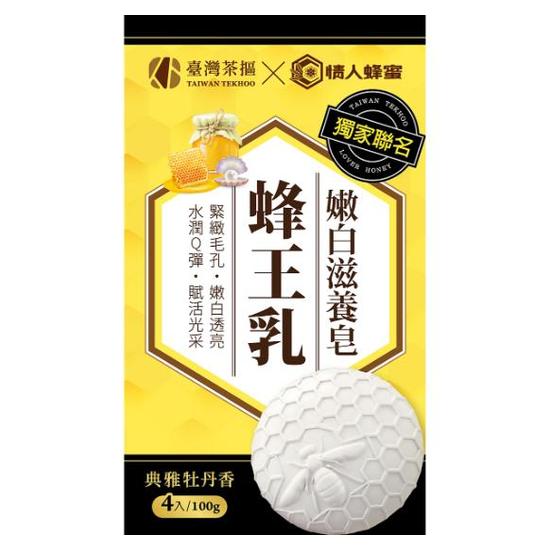 臺灣茶摳
TAIWAN TEKHOO
×
情人蜂蜜
TAIWAN TEKHOO
獨家聯名
LOVER HONEY
嫩白滋養皂
蜂王乳
緊緻毛孔・嫩白透亮
水潤Q彈・賦活光采
典雅牡丹香
4入/100g